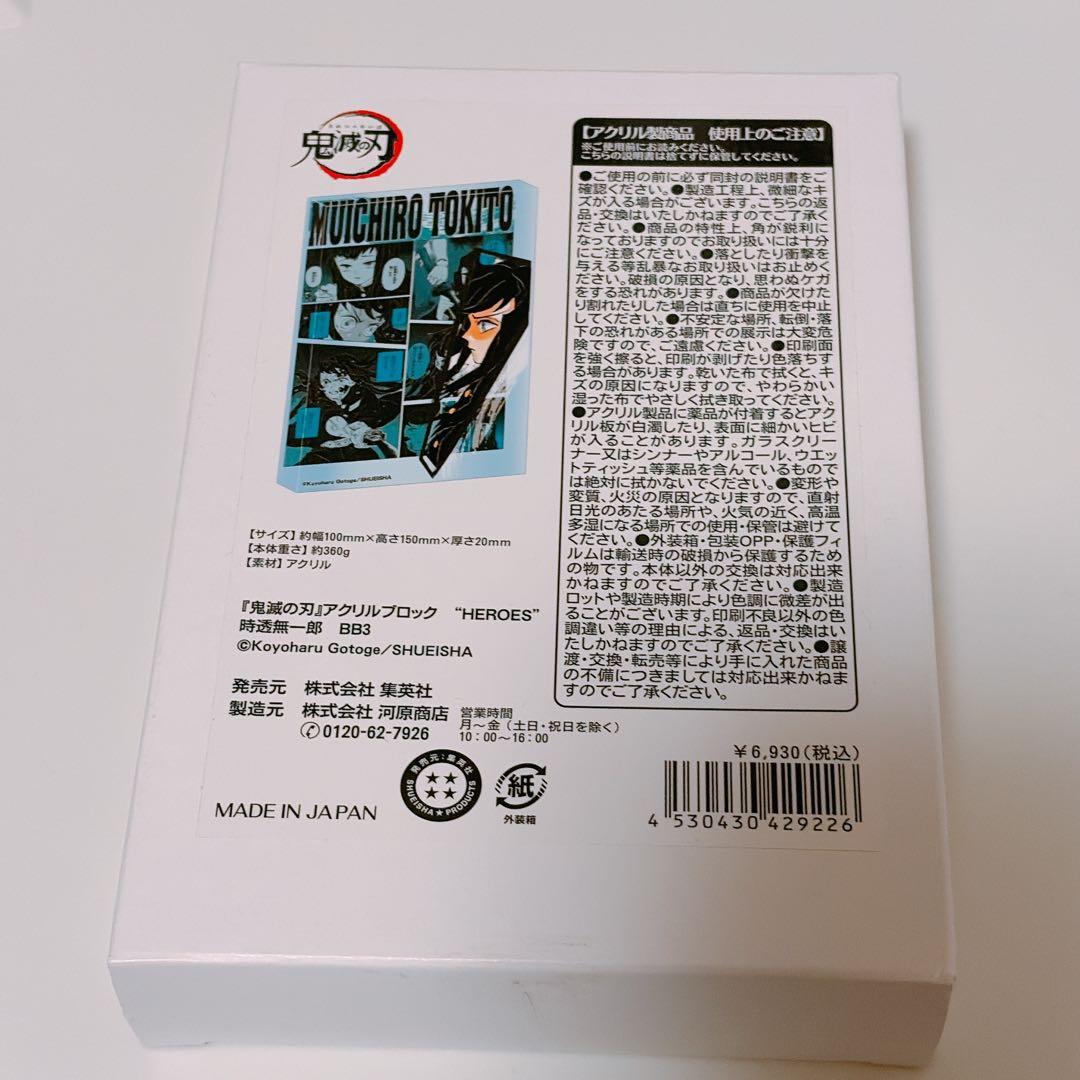 鬼滅の刃
MUICHIRO TOKITO
©Koyoharu Gotoge/SHUEISHA
【サイズ】約幅100mm×高さ150mm×厚さ20mm
【本体重さ】約360g
【素材】アクリル
『鬼滅の刃』アクリルブロック “HEROES”
時透無一郎 BB3
©Koyoharu Gotoge/SHUEISHA
発売元 株式会社 集英社
製造元 株式会社 河原商店
0120-62-7926
営業時間
月～金（土日・祝日を除く）
10：00～16：00
MADE IN JAPAN
発売元：集英社
SHUEISHA★PRODUCTS
紙
外装箱
【アクリル製商品 使用上のご注意】
※ご使用前にお読みください。
こちらの説明書は捨てずに保管してください。
●ご使用の前に必ず同封の説明書をご
確認ください。●製造工程上、微細なキ
ズが入る場合がございます。こちらの返
品・交換はいたしかねますのでご了承く
ださい。●商品の特性上、角が鋭利に
なっておりますのでお取り扱いには十分
にご注意ください。●落としたり衝撃を
与える等乱暴なお取り扱いはお止めく
ださい。破損の原因となり、思わぬケガ
をする恐れがあります。●商品が欠けた
り割れたりした場合は直ちに使用を中止
してください。●不安定な場所、転倒・落
下の恐れがある場所での展示は大変危
険ですので、ご遠慮ください。●印刷面
を強く擦ると、印刷が剥げたり色落ちす
る場合があります。乾いた布で拭くと、キ
ズの原因になりますので、やわらかい
湿った布でやさしく拭き取ってください。
●アクリル製品に薬品が付着するとアク
リル板が白濁したり、表面に細かいヒビ
が入ることがあります。ガラスクリー
ナー又はシンナーやアルコール、ウエッ
トティッシュ等薬品を含んでいるもので
は絶対に拭かないでください。●変形や
変質、火災の原因となりますので、直射
日光のあたる場所や、火気の近く、高温
多湿になる場所での使用・保管は避けて
ください。●外装箱・包装OPP・保護フィ
ルムは輸送時の破損から保護するため
の物です。本体以外の交換は対応出来
かねますのでご了承ください。●製造
ロットや製造時期により色調に微差が出
ることがございます。印刷不良以外の色
調違い等の理由による、返品・交換はい
たしかねますのでご了承ください。●譲
渡・交換・転売等により手に入れた商品
の不備につきましては対応出来かねま
すのでご了承ください。
￥6,930（税込）
4 530430 429226